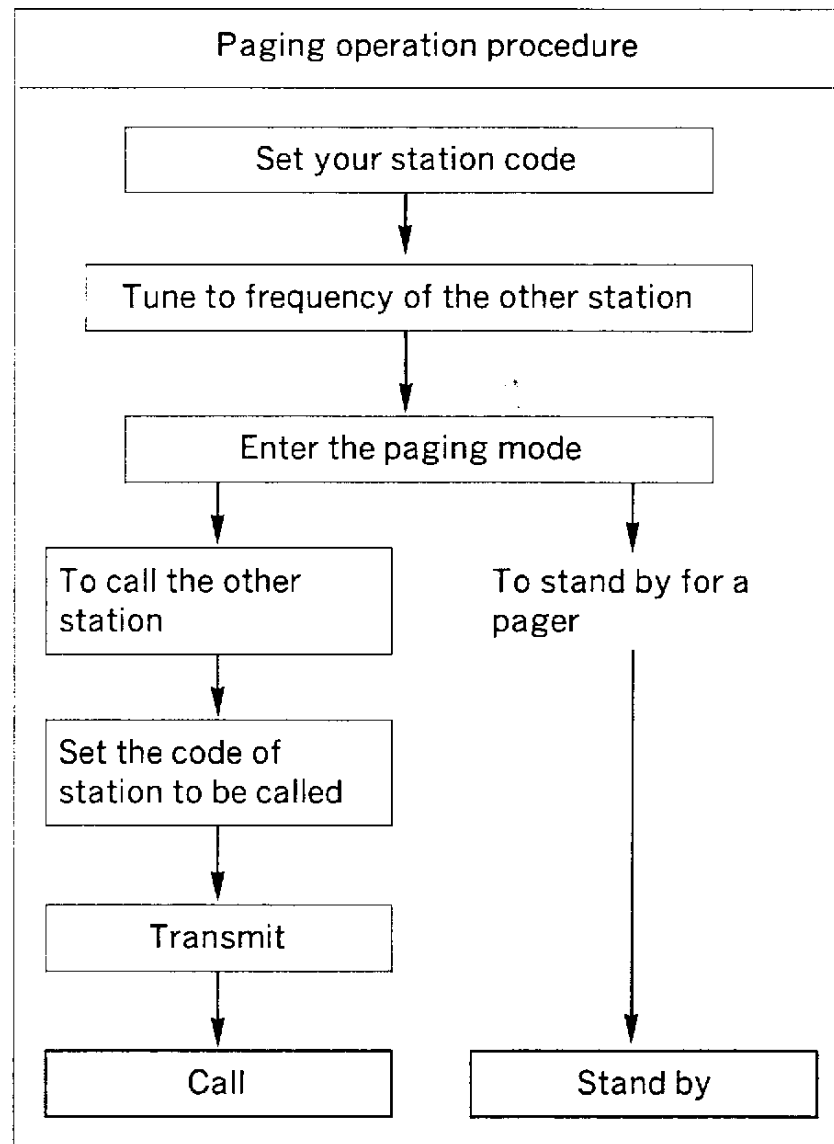 Paging operation procedure
Set your station code
Tune to frequency of the other station
Enter the paging mode
To call the other
station
To stand by for a
pager
Set the code of
station to be called
Transmit
Call
Stand by